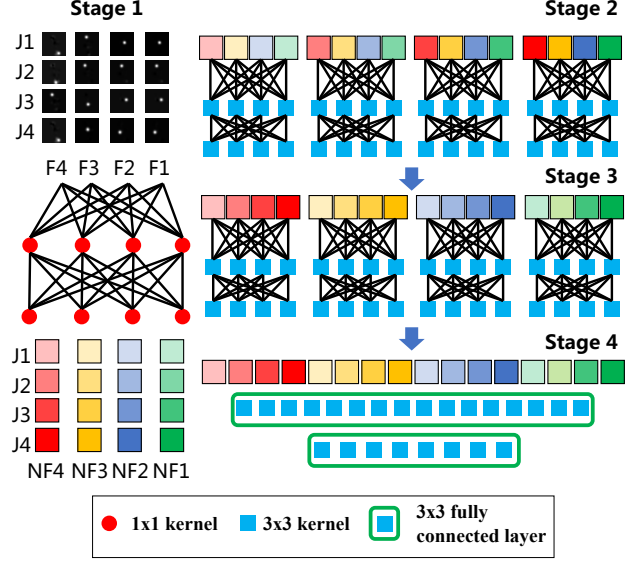 Stage 1
J1
J2
J3
J4
F4 F3 F2 F1
J1
J2
J3
J4
NF4 NF3 NF2 NF1
Stage 2
Stage 3
Stage 4
1x1 kernel
3x3 kernel
3x3 fully
connected layer